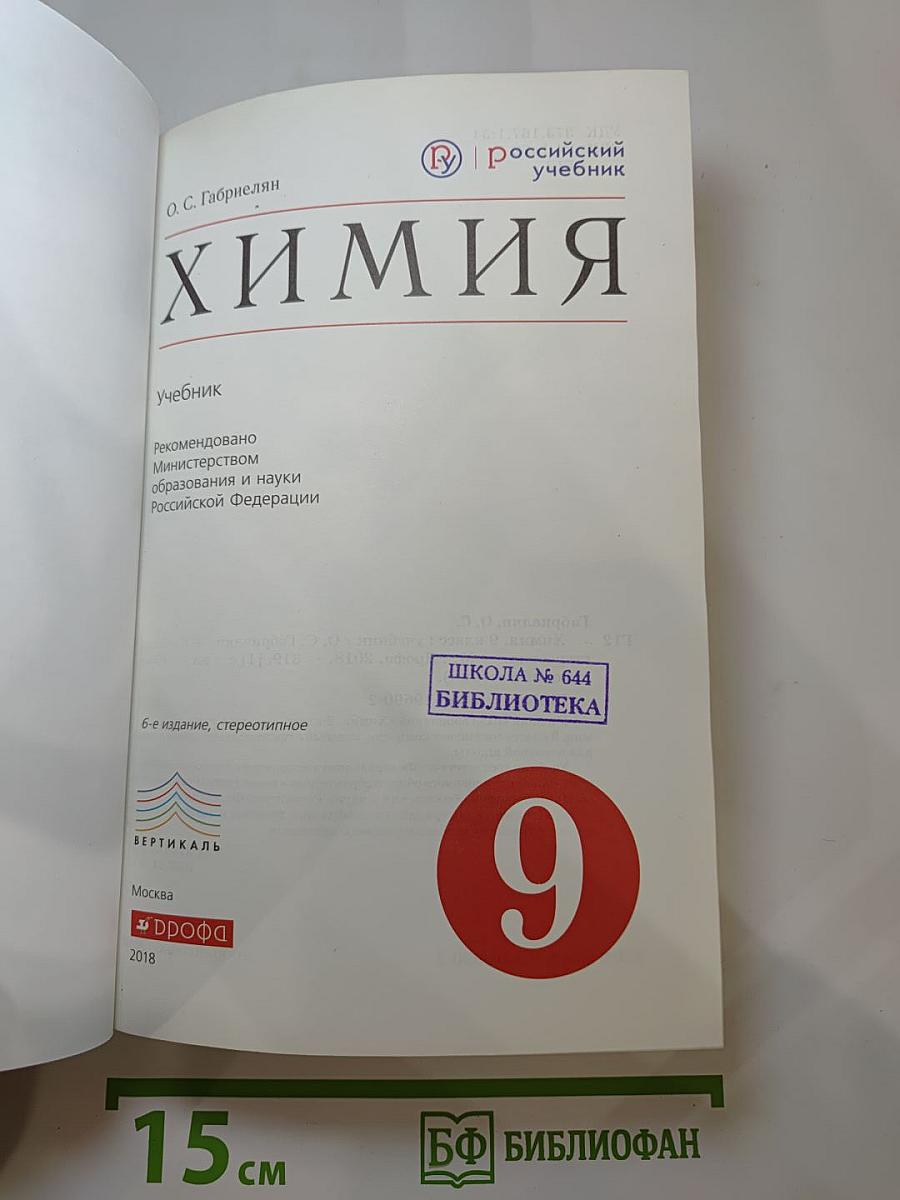 РУ | Российский
учебник
О. С. Габриелян
ХИМИЯ
Учебник
Рекомендовано
Министерством
образования и науки
Российской Федерации
ШКОЛА № 644
БИБЛИОТЕКА
6-е издание, стереотипное
ВЕРТИКАЛЬ
9
Москва
дрофа
2018
15 см
БФ БИБЛИОФАН